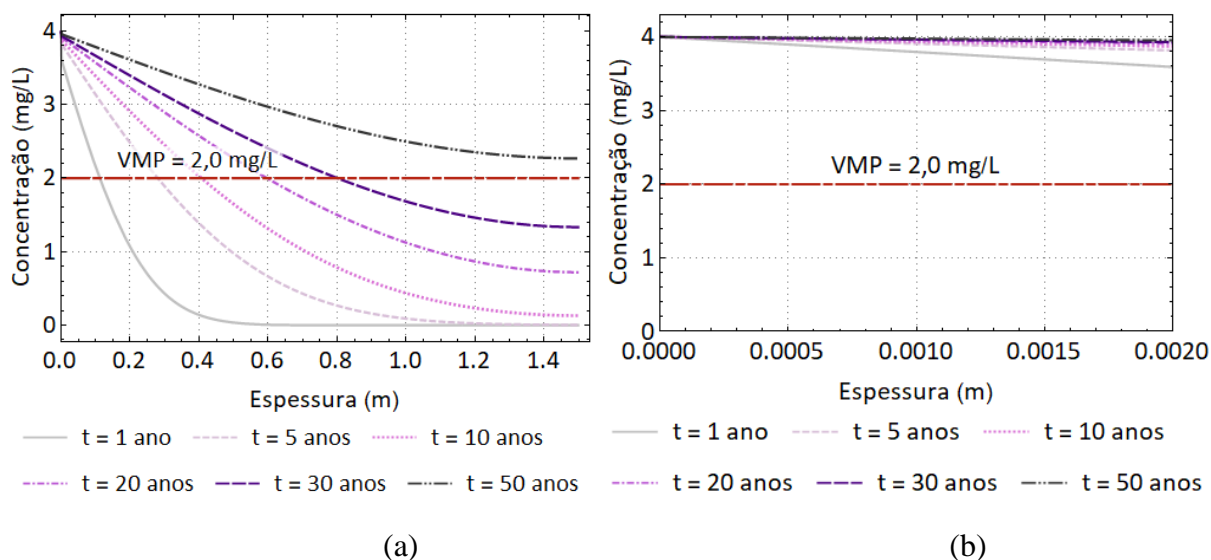 Concentração (mg/L)
4
3
2
1
0
VMP = 2,0 mg/L
0.0 0.2 0.4 0.6 0.8 1.0 1.2 1.4
Espessura (m)
t = 1 ano t = 5 anos t = 10 anos
t = 20 anos t = 30 anos t = 50 anos
(a)
Concentração (mg/L)
4
3
2
1
0
VMP = 2,0 mg/L
0.0000 0.0005 0.0010 0.0015 0.0020
Espessura (m)
t = 1 ano t = 5 anos t = 10 anos
t = 20 anos t = 30 anos t = 50 anos
(b)